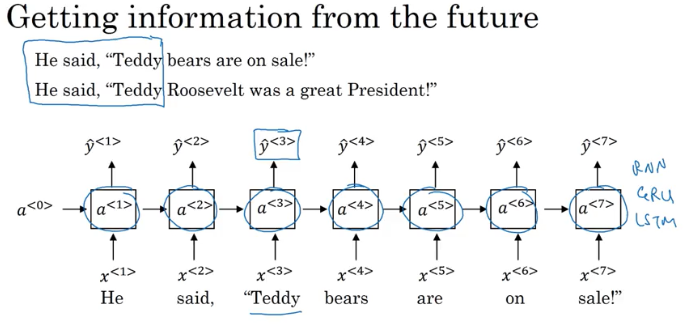 Getting information from the future
He said, “Teddy bears are on sale!”
He said, “Teddy Roosevelt was a great President!”
ŷ<1> ŷ<2> ŷ<3> ŷ<4> ŷ<5> ŷ<6> ŷ<7>
RNN
GRU
LSTM
a<0> a<1> a<2> a<3> a<4> a<5> a<6> a<7>
x<1> x<2> x<3> x<4> x<5> x<6> x<7>
He said, “Teddy bears are on sale!”